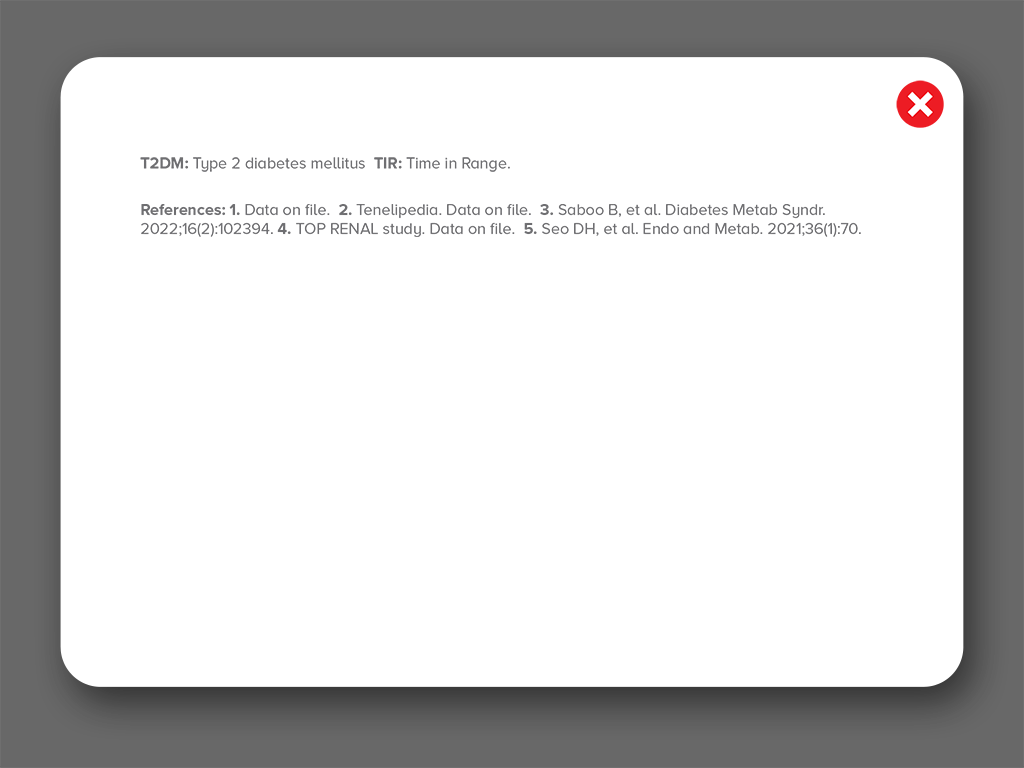 T2DM: Type 2 diabetes mellitus  TIR: Time in Range.
References: 1. Data on file.  2. Tenelipedia. Data on file.  3. Saboo B, et al. Diabetes Metab Syndr.
2022;16(2):102394. 4. TOP RENAL study. Data on file.  5. Seo DH, et al. Endo and Metab. 2021;36(1):70.